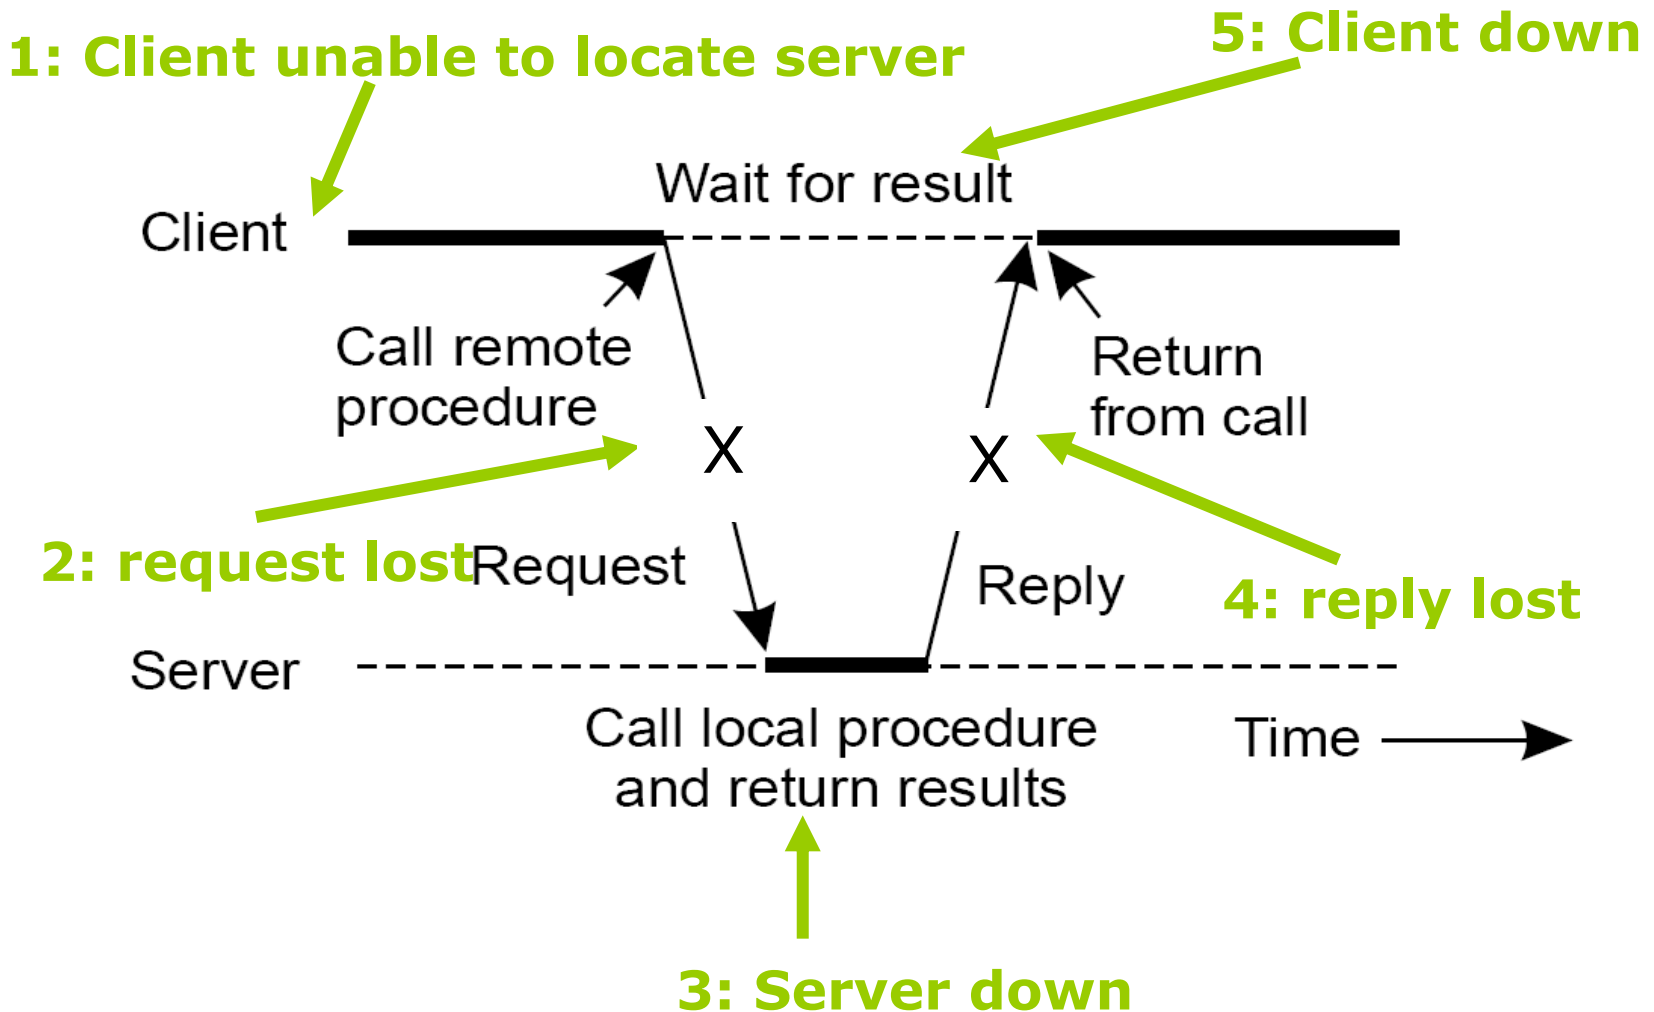 1: Client unable to locate server
5: Client down
Wait for result
Client
Call remote
procedure
Return
from call
X
X
2: request lost
Request
Reply
4: reply lost
Server
Call local procedure
and return results
Time
3: Server down